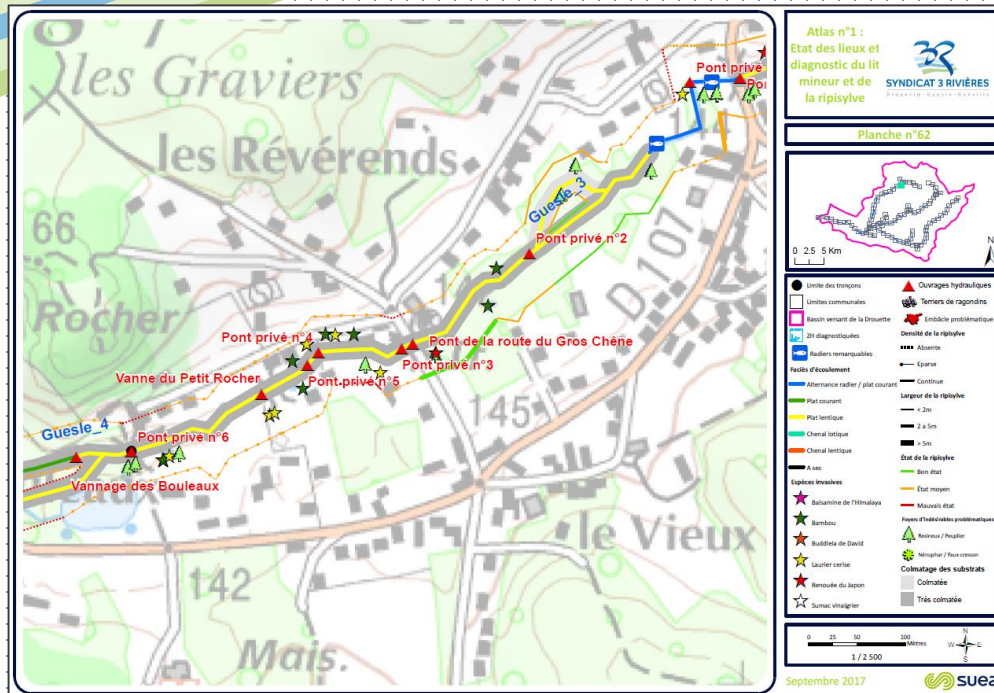 les Graviers
les Révérends
66
Rocher
Pont privé
Guesle_3
Pont privé n°2
Pont privé n°4
Pont de la route du Gros Chêne
Pont privé n°3
Vanne du Petit Rocher
Pont privé n°5
Guesle_4
Pont privé n°6
Vannage des Bouleaux
145
le Vieux
142
Mais.
Atlas n°1 :
Etat des lieux et
diagnostic du lit
mineur et de
la ripisylve
SYNDICAT 3 RIVIÈRES
Planche n°62
0 2.5 5 Km
N
Limite des tronçons
Limites communales
Bassin versant de la Drouette
ZH diagnostiquées
Radiers remarquables
Faciès d'écoulement
Alternance radier / plat courant
Plat courant
Plat lentique
Chenal lotique
Chenal lentique
A sec
Espèces invasives
Balsamine de l'Himalaya
Bambou
Buddleia de David
Laurier cerise
Renouée du Japon
Sumac vinaigrier
Ouvrages hydrauliques
Terriers de ragondins
Embâcle problématique
Densité de la ripisylve
Absente
Eparse
Continue
Largeur de la ripisylve
< 2m
2 a 5m
> 5m
État de la ripisylve
Bon état
État moyen
Mauvais état
Foyers d'indésirables problématiques
Resineux / Peuplier
Nénuphar / Faux cresson
Colmatage des substrats
Colmatée
Très colmatée
0 25 50 100
Mètres
1 / 2 500
N
W E
S
Septembre 2017
suez